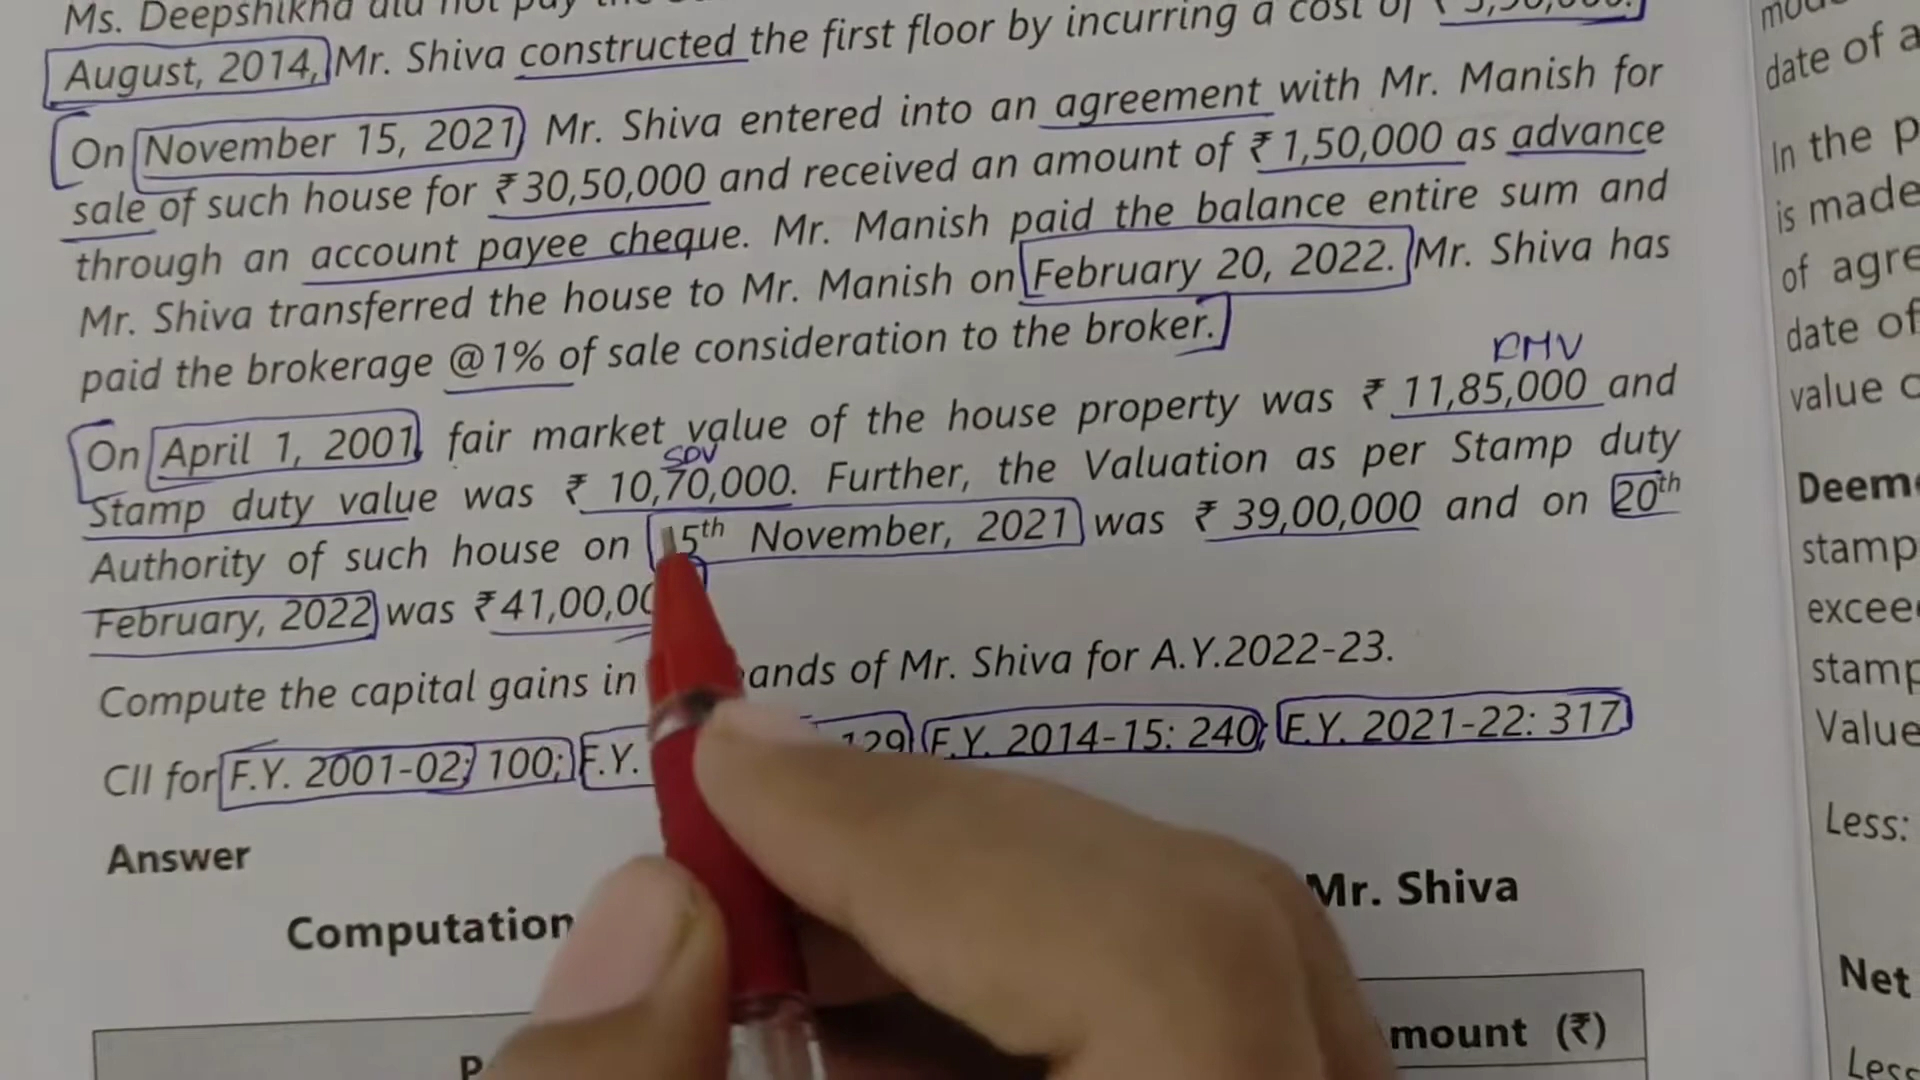 Ms. Deepshikha did not pay the
August, 2014, Mr. Shiva constructed the first floor by incurring a cost of ₹
On November 15, 2021 Mr. Shiva entered into an agreement with Mr. Manish for
sale of such house for ₹ 30,50,000 and received an amount of ₹ 1,50,000 as advance
through an account payee cheque. Mr. Manish paid the balance entire sum and
Mr. Shiva transferred the house to Mr. Manish on February 20, 2022. Mr. Shiva has
paid the brokerage @1% of sale consideration to the broker.
FMV
On April 1, 2001, fair market value of the house property was ₹ 11,85,000 and
SDV
Stamp duty value was ₹ 10,70,000. Further, the Valuation as per Stamp duty
Authority of such house on 15th November, 2021 was ₹ 39,00,000 and on 20th
February, 2022 was ₹ 41,00,00
Compute the capital gains in ands of Mr. Shiva for A.Y.2022-23.
CII for F.Y. 2001-02; 100; F.Y. 129 F.Y. 2014-15: 240; F.Y. 2021-22: 317
Answer
Computation Mr. Shiva
mount (₹)
date of a
In the p
is made
of agre
date of
value o
Deem
stamp
excee
stamp
Value
Less:
Net
Less